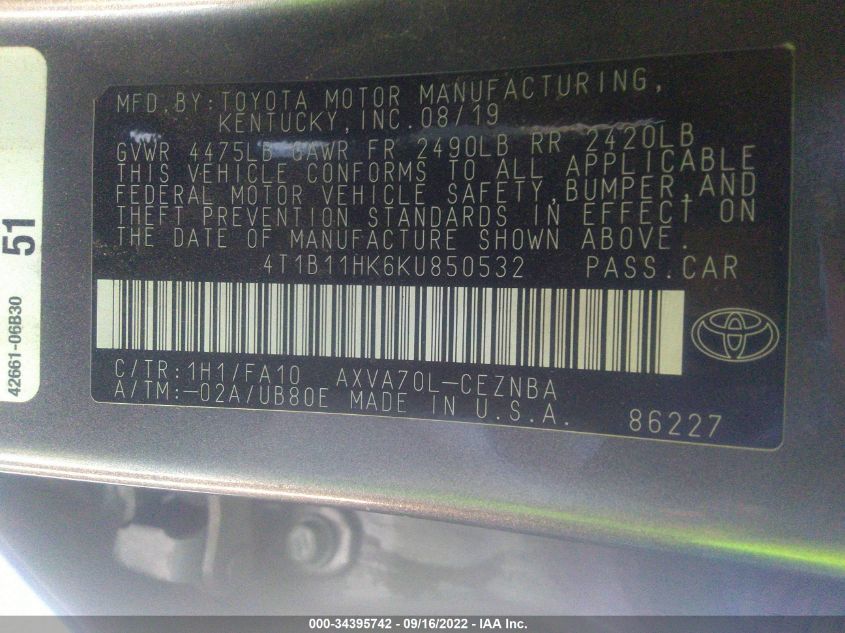 MFD.BY:TOYOTA MOTOR MANUFACTURING,
KENTUCKY,INC.08/19
GVWR 4475LB GAWR FR 2490LB RR 2420LB
THIS VEHICLE CONFORMS TO ALL APPLICABLE
FEDERAL MOTOR VEHICLE SAFETY,BUMPER,AND
THEFT PREVENTION STANDARDS IN EFFECT ON
THE DATE OF MANUFACTURE SHOWN ABOVE.
4T1B11HK6KU850532 PASS.CAR
C/TR:1H1/FA10 AXVA70L-CEZNBA
A/TM:-02A/UB80E MADE IN U.S.A.
86227
51
42661-06B30
000-34395742 - 09/16/2022 - IAA Inc.